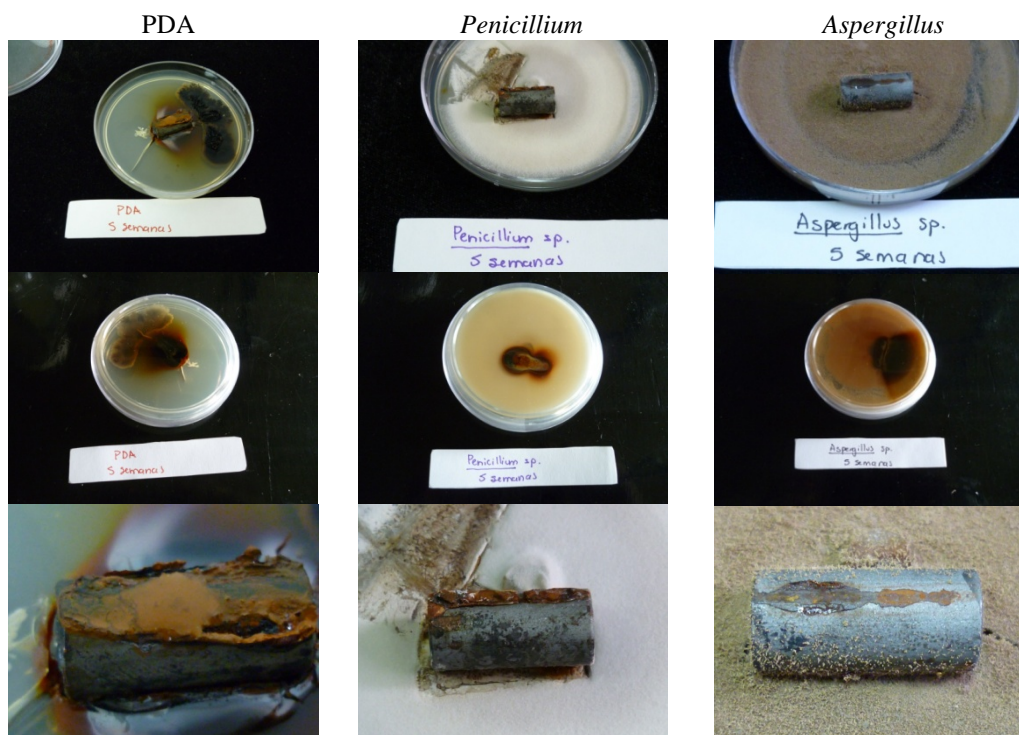 PDA
Penicillium
Aspergillus
PDA
5 semanas
Penicillium sp.
5 semanas
Aspergillus sp.
5 semanas
PDA
5 semanas
Penicillium sp.
5 semanas
Aspergillus sp.
5 semanas